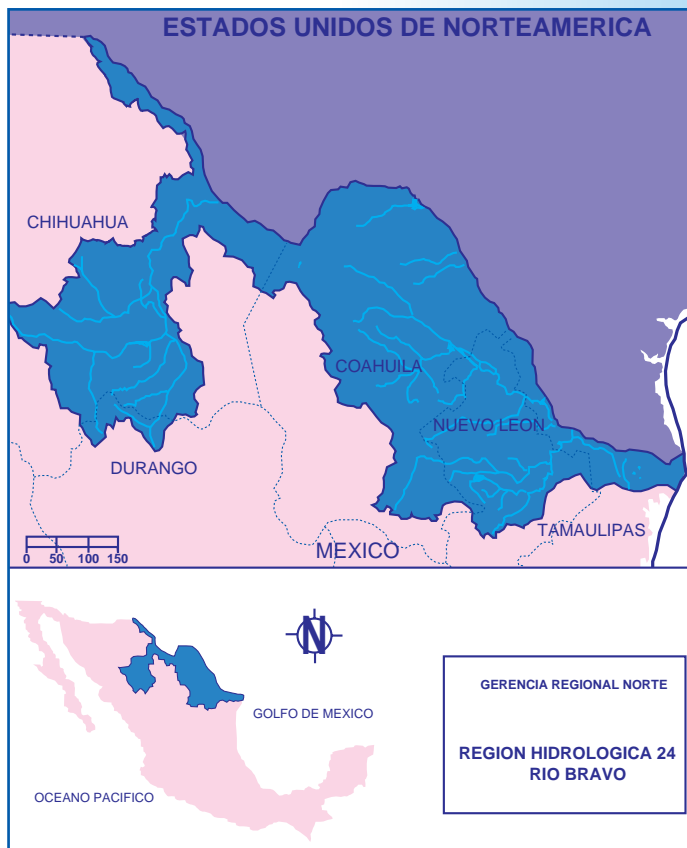 ESTADOS UNIDOS DE NORTEAMERICA
CHIHUAHUA
COAHUILA
NUEVO LEON
DURANGO
TAMAULIPAS
MEXICO
0 50 100 150
N
GOLFO DE MEXICO
OCEANO PACIFICO
GERENCIA REGIONAL NORTE
REGION HIDROLOGICA 24
RIO BRAVO